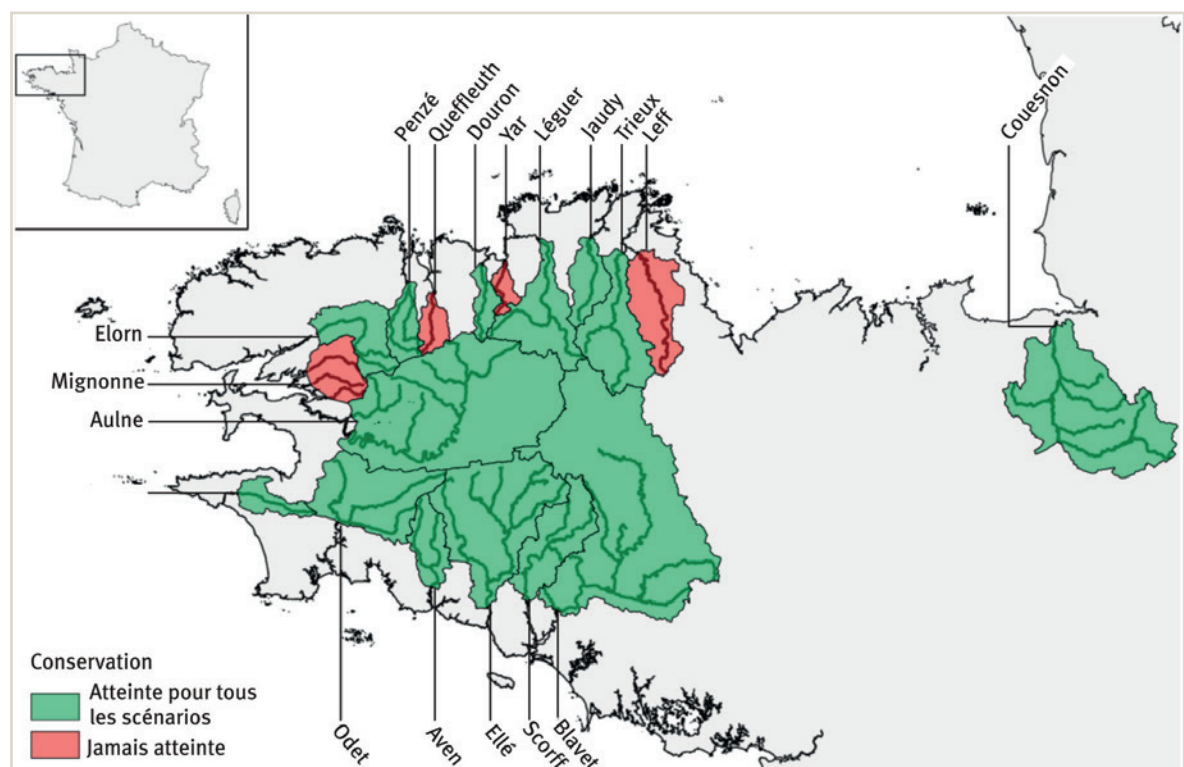 Penzé
Queffleuth
Douron
Yar
Léguer
Jaudy
Trieux
Leff
Couesnon
Elorn
Mignonne
Aulne
Conservation
Atteinte pour tous
les scénarios
Jamais atteinte
Odet
Aven
Ellé
Scorff
Blavet